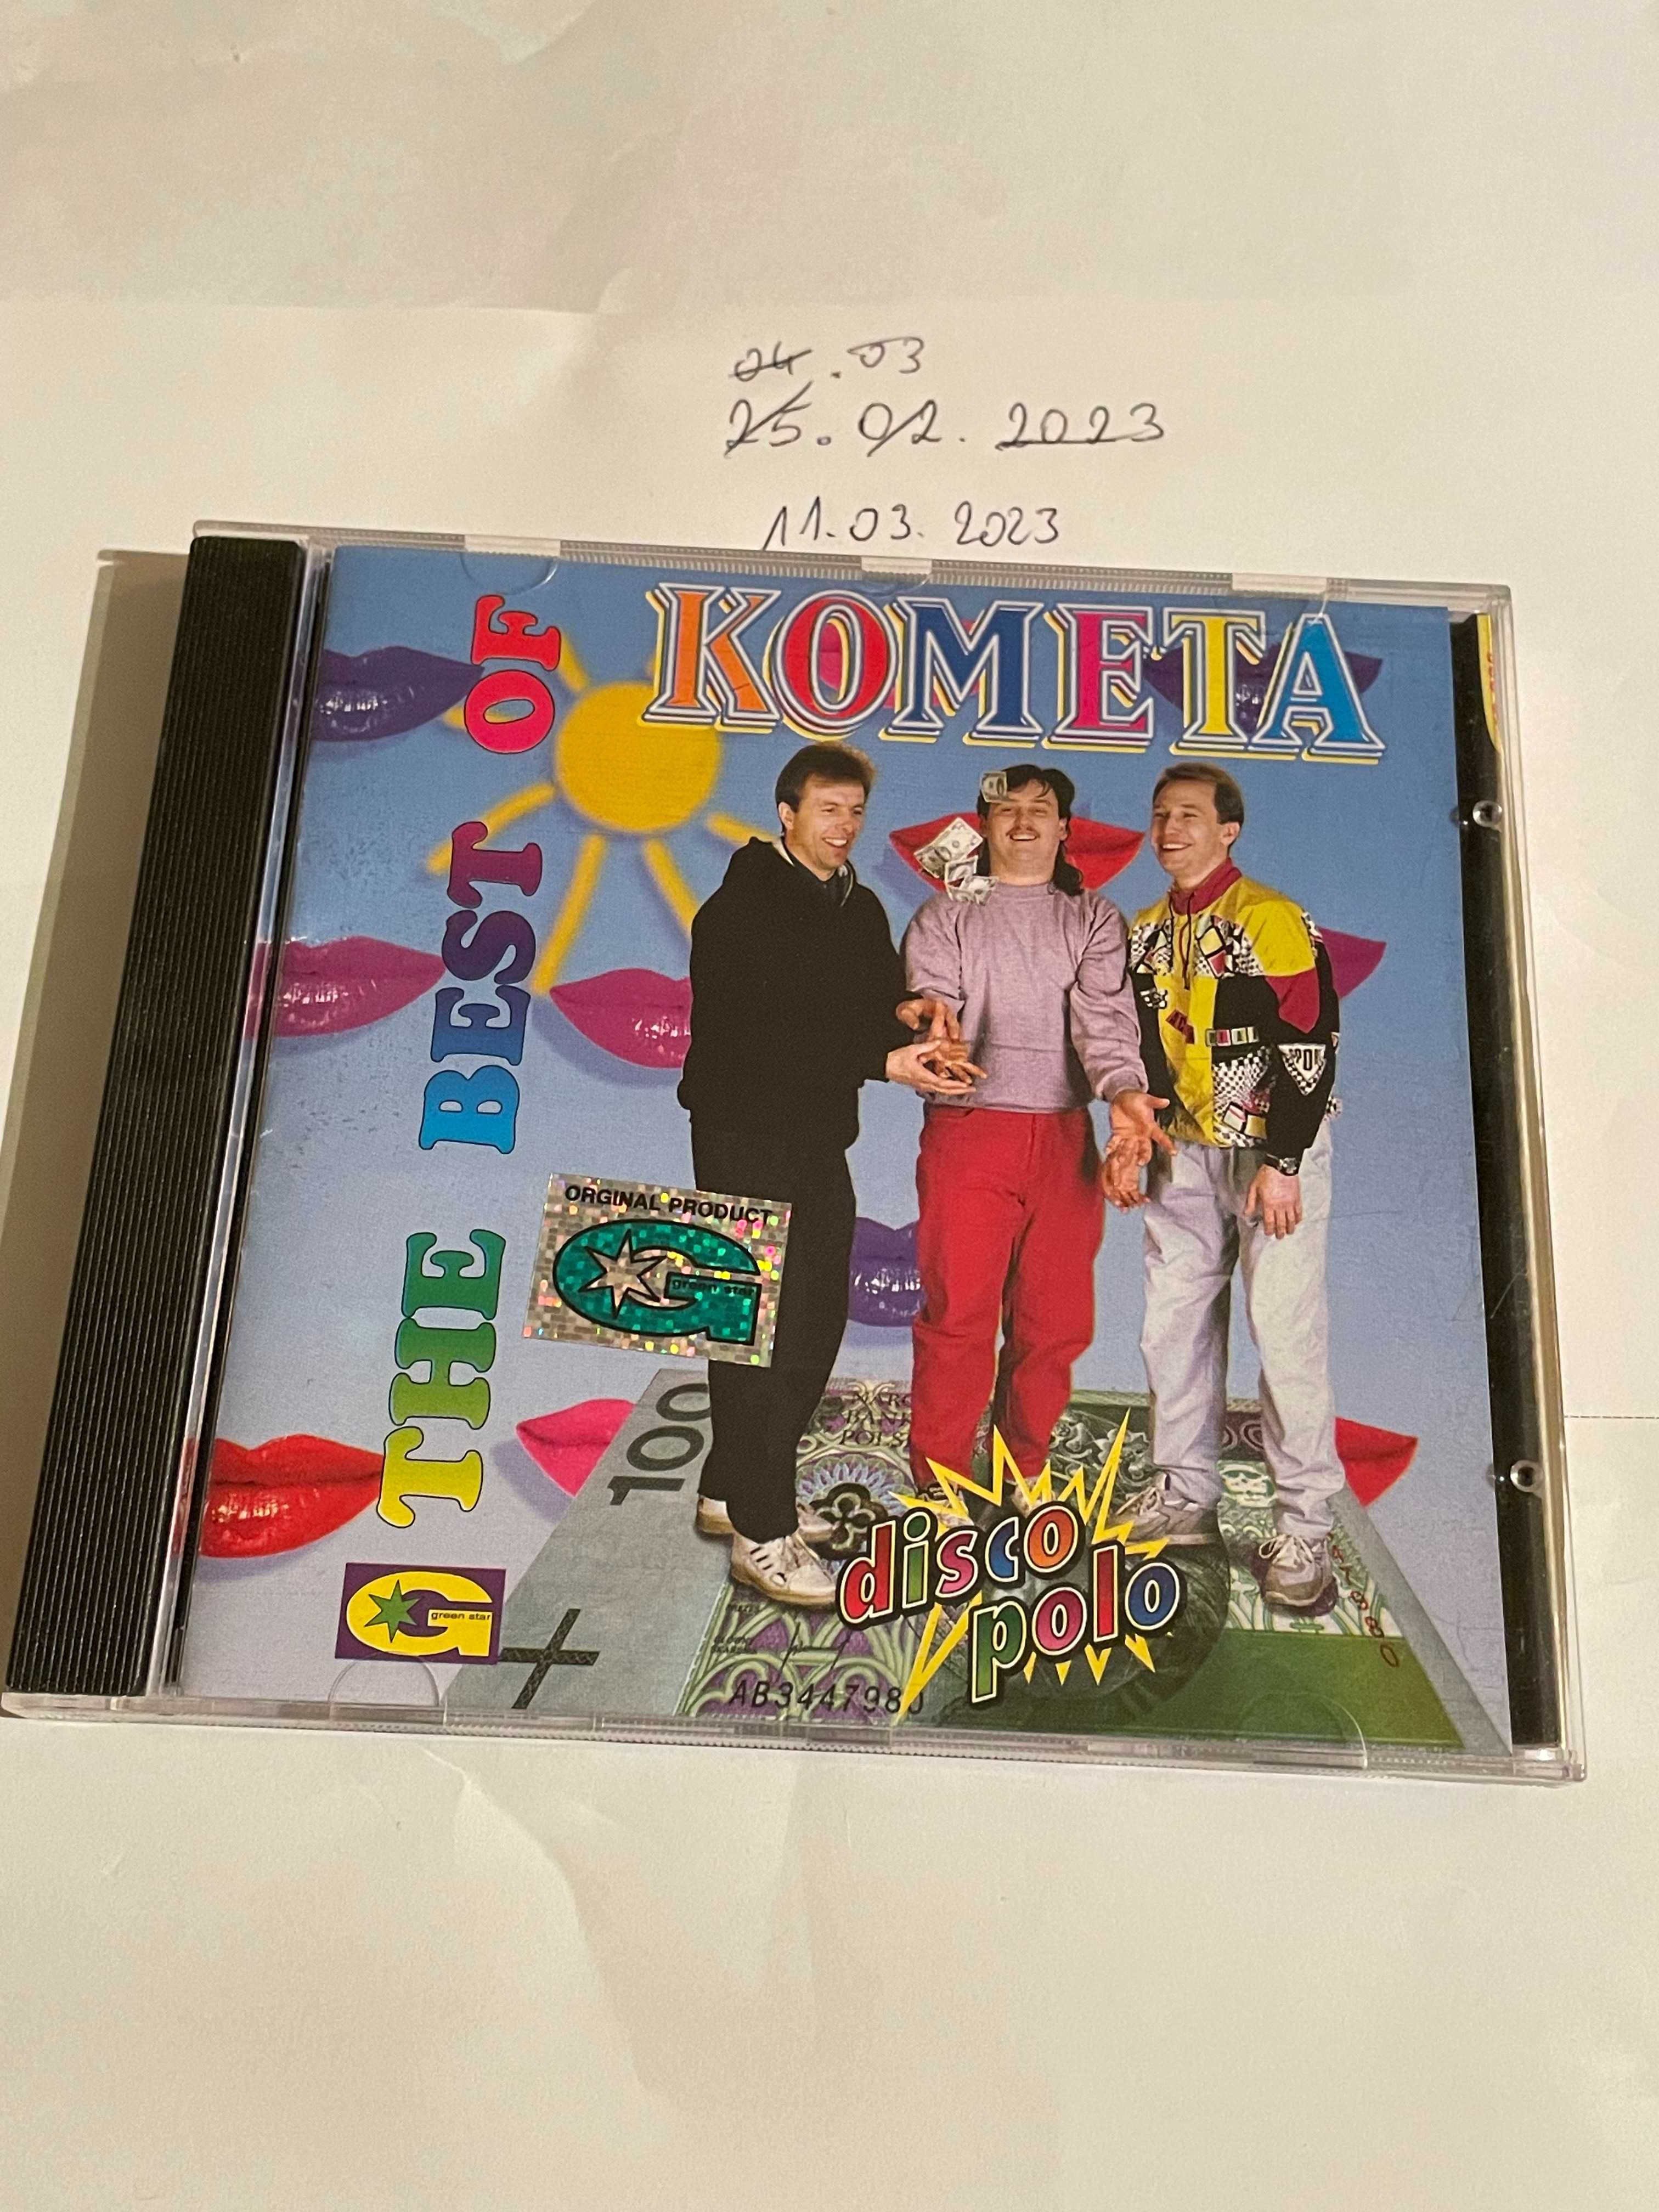 04.03
25.02.2023
11.03.2023
KOMETA
THE BEST OF
ORGINAL PRODUCT
green star
100
disco
polo
green star
AB3447980